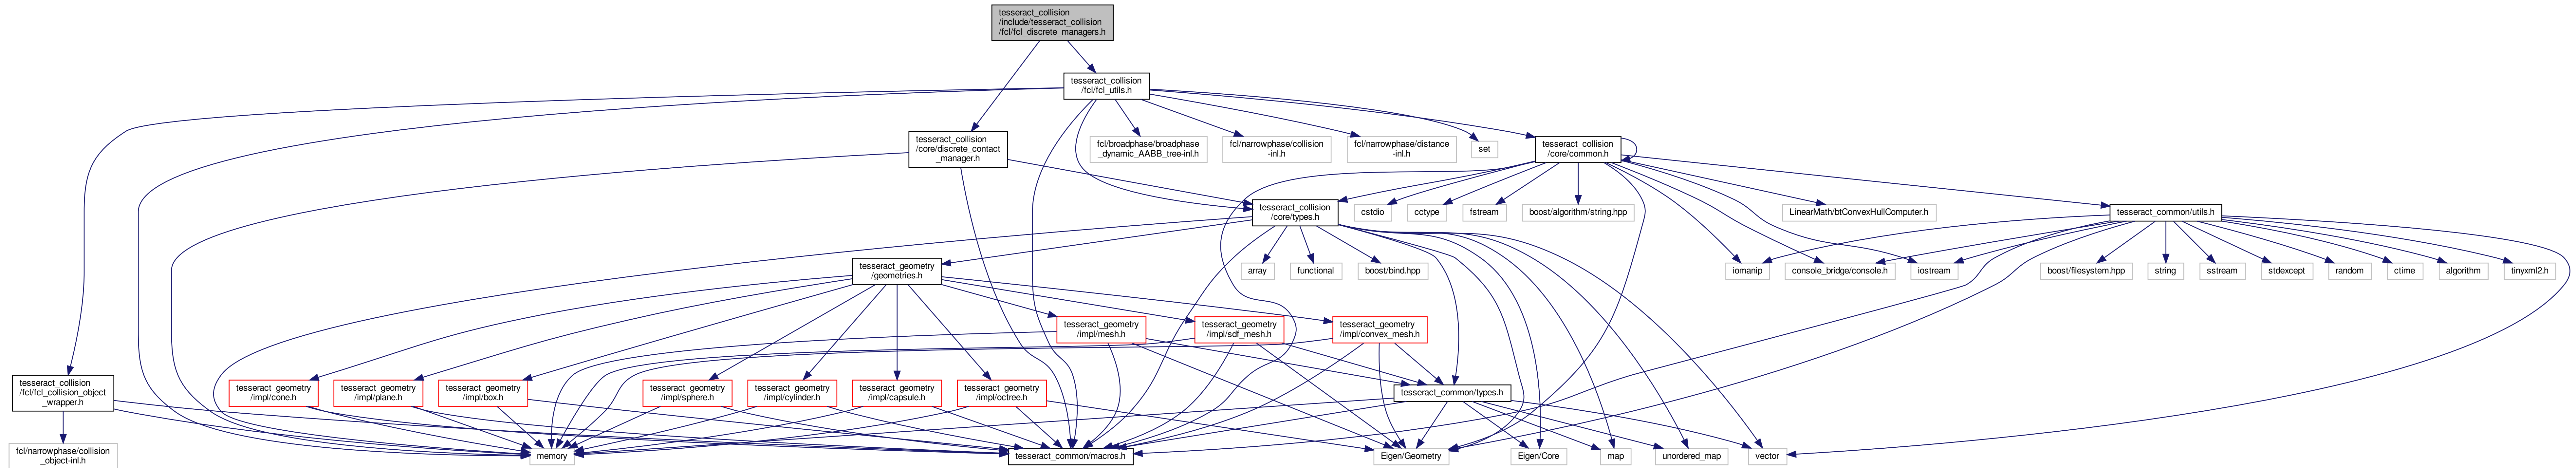 tesseract_collision
/include/tesseract_collision
/fcl/fcl_discrete_managers.h
tesseract_collision
/fcl/fcl_utils.h
tesseract_collision
/core/discrete_contact
_manager.h
fcl/broadphase/broadphase
_dynamic_AABB_tree-inl.h
fcl/narrowphase/collision
-inl.h
fcl/narrowphase/distance
-inl.h
set
tesseract_collision
/core/common.h
tesseract_collision
/core/types.h
cstdio
cctype
fstream
boost/algorithm/string.hpp
LinearMath/btConvexHullComputer.h
tesseract_common/utils.h
tesseract_geometry
/geometries.h
array
functional
boost/bind.hpp
iomanip
console_bridge/console.h
iostream
boost/filesystem.hpp
string
sstream
stdexcept
random
ctime
algorithm
tinyxml2.h
tesseract_geometry
/impl/mesh.h
tesseract_geometry
/impl/sdf_mesh.h
tesseract_geometry
/impl/convex_mesh.h
tesseract_collision
/fcl/fcl_collision_object
_wrapper.h
tesseract_geometry
/impl/cone.h
tesseract_geometry
/impl/plane.h
tesseract_geometry
/impl/box.h
tesseract_geometry
/impl/sphere.h
tesseract_geometry
/impl/cylinder.h
tesseract_geometry
/impl/capsule.h
tesseract_geometry
/impl/octree.h
tesseract_common/types.h
fcl/narrowphase/collision
_object-inl.h
memory
tesseract_common/macros.h
Eigen/Geometry
Eigen/Core
map
unordered_map
vector